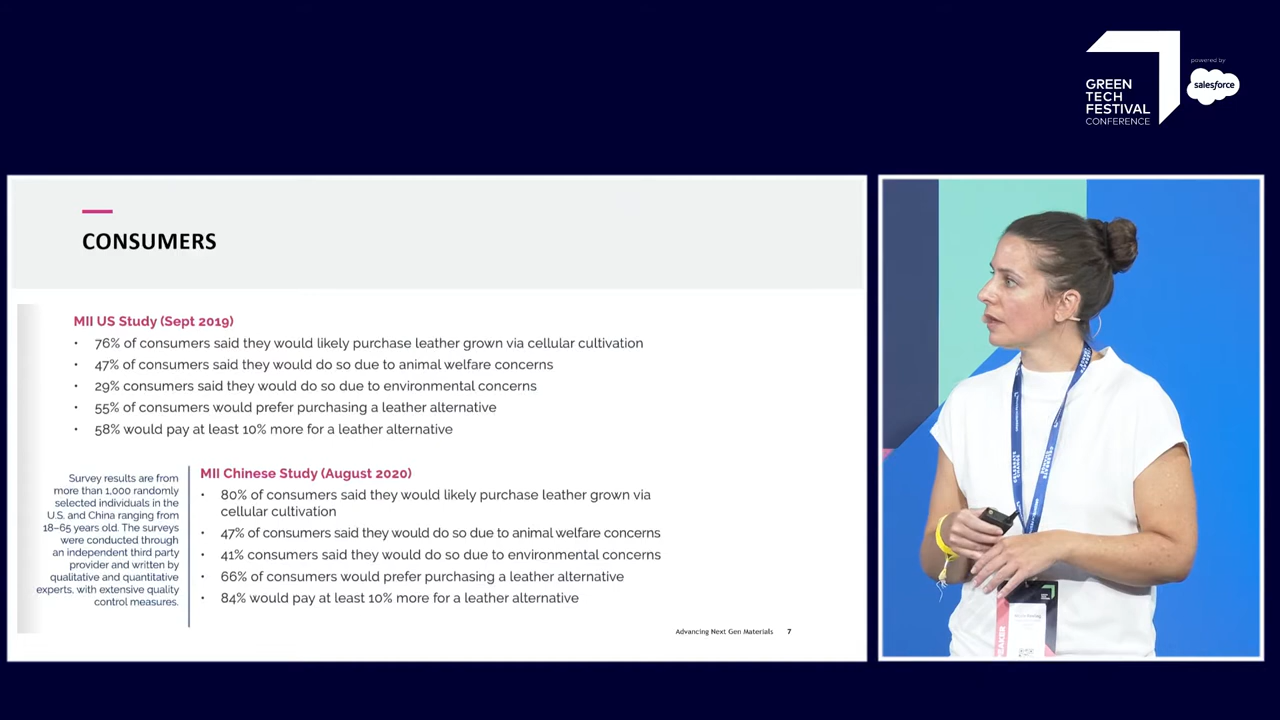 GREEN
TECH
FESTIVAL
CONFERENCE
powered by
salesforce
CONSUMERS
MII US Study (Sept 2019)
• 76% of consumers said they would likely purchase leather grown via cellular cultivation
• 47% of consumers said they would do so due to animal welfare concerns
• 29% consumers said they would do so due to environmental concerns
• 55% of consumers would prefer purchasing a leather alternative
• 58% would pay at least 10% more for a leather alternative
Survey results are from
more than 1,000 randomly
selected individuals in the
U.S. and China ranging from
18–65 years old. The surveys
were conducted through
an independent third party
provider and written by
qualitative and quantitative
experts, with extensive quality
control measures.
MII Chinese Study (August 2020)
• 80% of consumers said they would likely purchase leather grown via
cellular cultivation
• 47% of consumers said they would do so due to animal welfare concerns
• 41% consumers said they would do so due to environmental concerns
• 66% of consumers would prefer purchasing a leather alternative
• 84% would pay at least 10% more for a leather alternative
Advancing Next Gen Materials 7